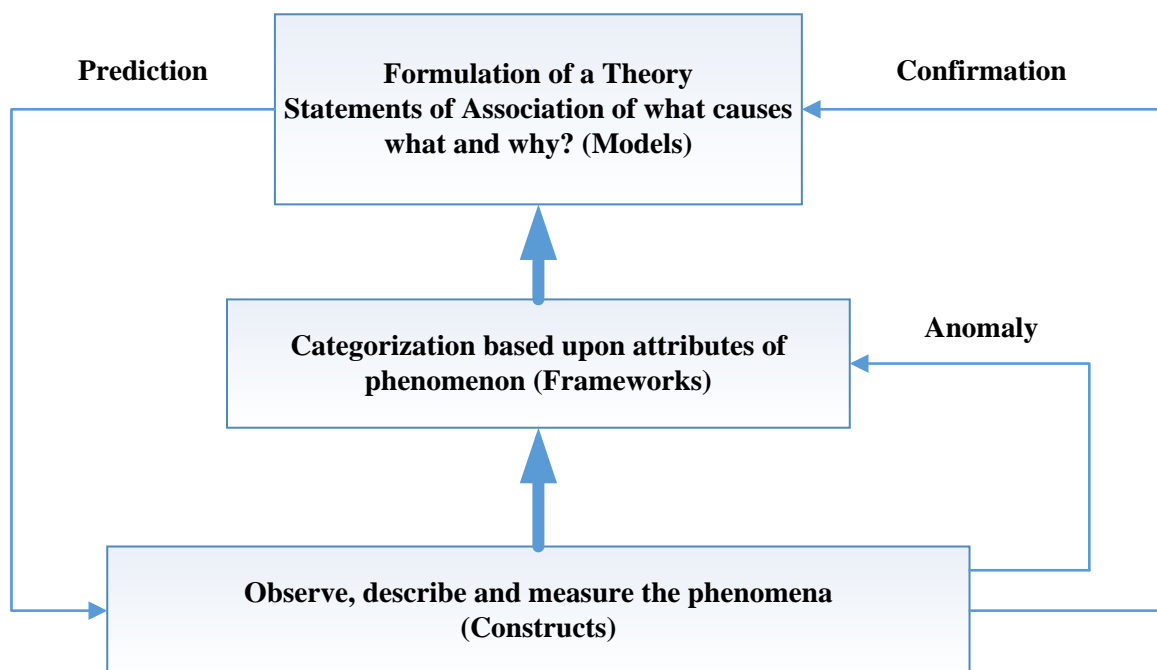 Prediction
Formulation of a Theory
Statements of Association of what causes
what and why? (Models)
Confirmation
Categorization based upon attributes of
phenomenon (Frameworks)
Anomaly
Observe, describe and measure the phenomena
(Constructs)